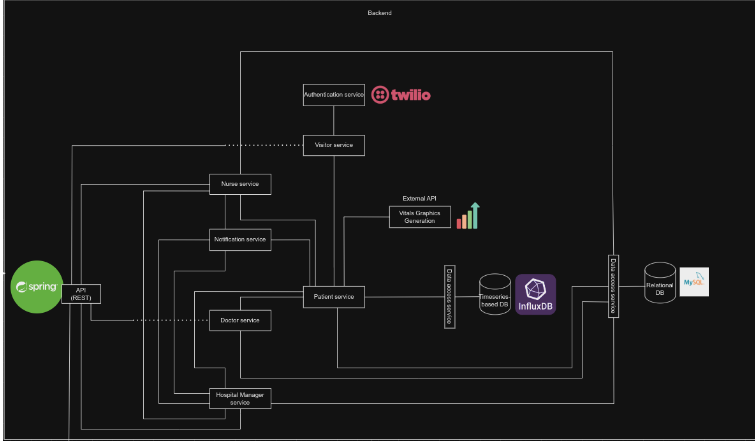 Backend
Authentication service
twilio
Visitor service
Nurse service
External API
Vitals Graphics
Generation
Notification service
spring
API
(REST)
Patient service
Data access service
Timeseries-
based DB
InfluxDB
Data access service
Relational
DB
MySQL
Doctor service
Hospital Manager
service